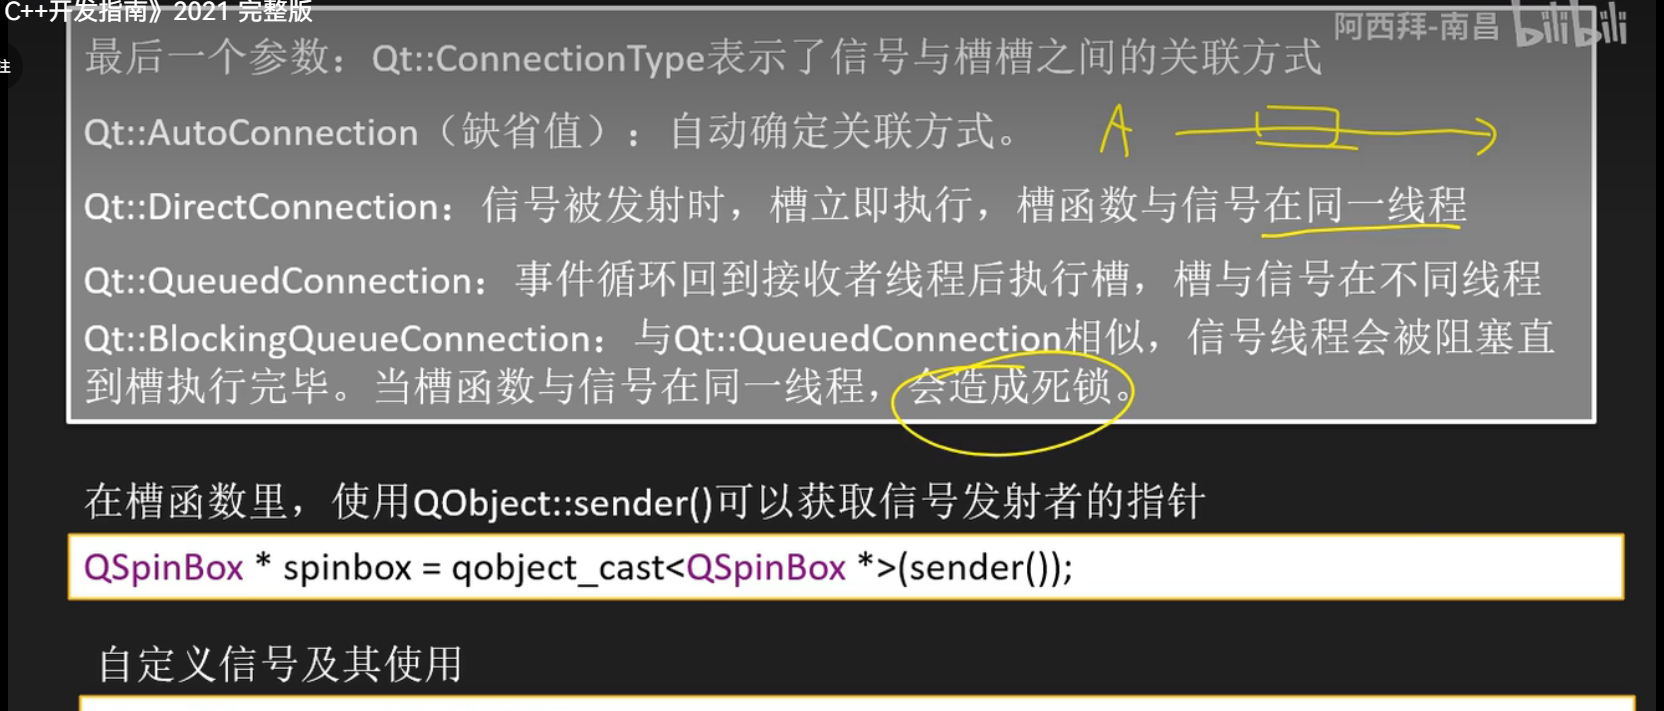 C++开发指南》2021 完整版
阿西拜-南昌 bilibili
注
最后一个参数：Qt::ConnectionType表示了信号与槽槽之间的关联方式
Qt::AutoConnection（缺省值）：自动确定关联方式。 A
Qt::DirectConnection：信号被发射时，槽立即执行，槽函数与信号在同一线程
Qt::QueuedConnection：事件循环回到接收者线程后执行槽，槽与信号在不同线程
Qt::BlockingQueueConnection：与Qt::QueuedConnection相似，信号线程会被阻塞直
到槽执行完毕。当槽函数与信号在同一线程，会造成死锁。
在槽函数里，使用QObject::sender()可以获取信号发射者的指针
QSpinBox * spinbox = qobject_cast<QSpinBox *>(sender());
自定义信号及其使用